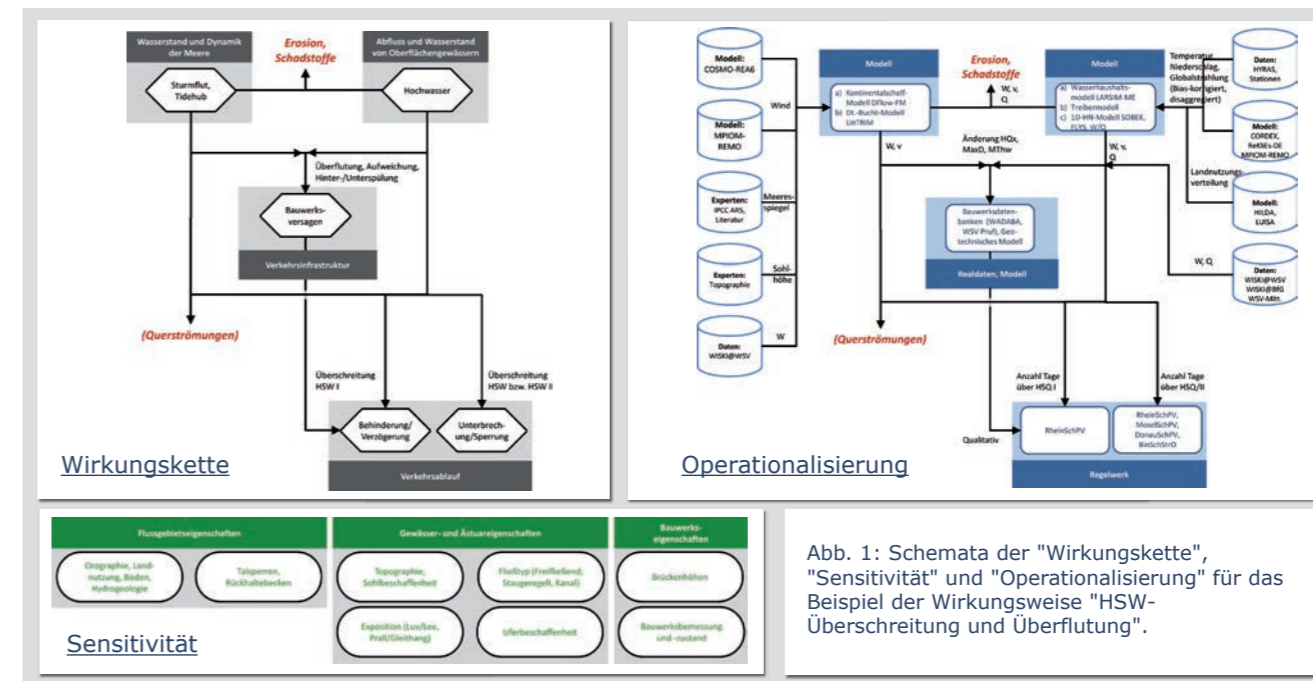 Wasserstand und Dynamik
der Meere
Erosion,
Schadstoffe
Abfluss und Wasserstand
von Oberflächengewässern
Sturmflut,
Tidehub
Hochwasser
Überflutung, Aufweichung,
Hinter-/Unterspülung
Bauwerks-
versagen
Verkehrsinfrastruktur
(Querströmungen)
Überschreitung
HSW I
Überschreitung
HSW bzw. HSW II
Behinderung/
Verzögerung
Unterbrech-
ung/Sperrung
Verkehrsablauf
Wirkungskette
Modell:
COSMO-REA6
Modell:
MPIOM-
REMO
Experten:
IPCC AR5,
Literatur
Experten:
Topographie
Daten:
WISKI@WSV
Wind
Meeres-
spiegel
Sohl-
höhe
W
Modell
a) Kontinentalschelf-
Modell Dflow-FM
b) Dt.-Bucht-Modell
UnTRIM
Erosion,
Schadstoffe
W, v,
Q
Modell
a) Wasserhaushalts-
modell LARSIM-ME
b) Treibermodell
c) 1D-HN-Modell SOBEK,
FLYS, W/Q
Temperatur,
Niederschlag,
Globalstrahlung
(Bias-korrigiert,
disaggregiert)
Daten:
HYRAS,
Stationen
Modell:
CORDEX,
ReKliEs-DE
MPIOM-REMO
Landnutzungs-
verteilung
Modell:
HILDA,
LUISA
W, Q
Daten:
WISKI@WSV
WISKI@BfG
WSV-Mitt.
W, v
Änderung HQx,
MaxD, MThw
W, v,
Q
Bauwerksdaten-
banken (WADABA,
WSV Pruf), Geo-
technisches Modell
Realdaten, Modell
(Querströmungen)
Anzahl Tage
über HSQ I
Anzahl Tage
über HSQ/II
Qualitativ
RheinSchPV
RheinSchPV,
MoselSchPV,
DonauSchPV,
BinSchStrO
Regelwerk
Operationalisierung
Flussgebietseigenschaften
Gewässer- und Ästuareigenschaften
Bauwerks-
eigenschaften
Orographie, Land-
nutzung, Boden,
Hydrogeologie
Talsperren,
Rückhaltebecken
Topographie,
Sohlbeschaffenheit
Fließtyp (Freifließend,
Staugeregelt, Kanal)
Brückenhöhen
Exposition (Luv/Lee,
Prall/Gleithang)
Uferbeschaffenheit
Bauwerksbemessung
und -zustand
Sensitivität
Abb. 1: Schemata der "Wirkungskette",
"Sensitivität" und "Operationalisierung" für das
Beispiel der Wirkungsweise "HSW-
Überschreitung und Überflutung".